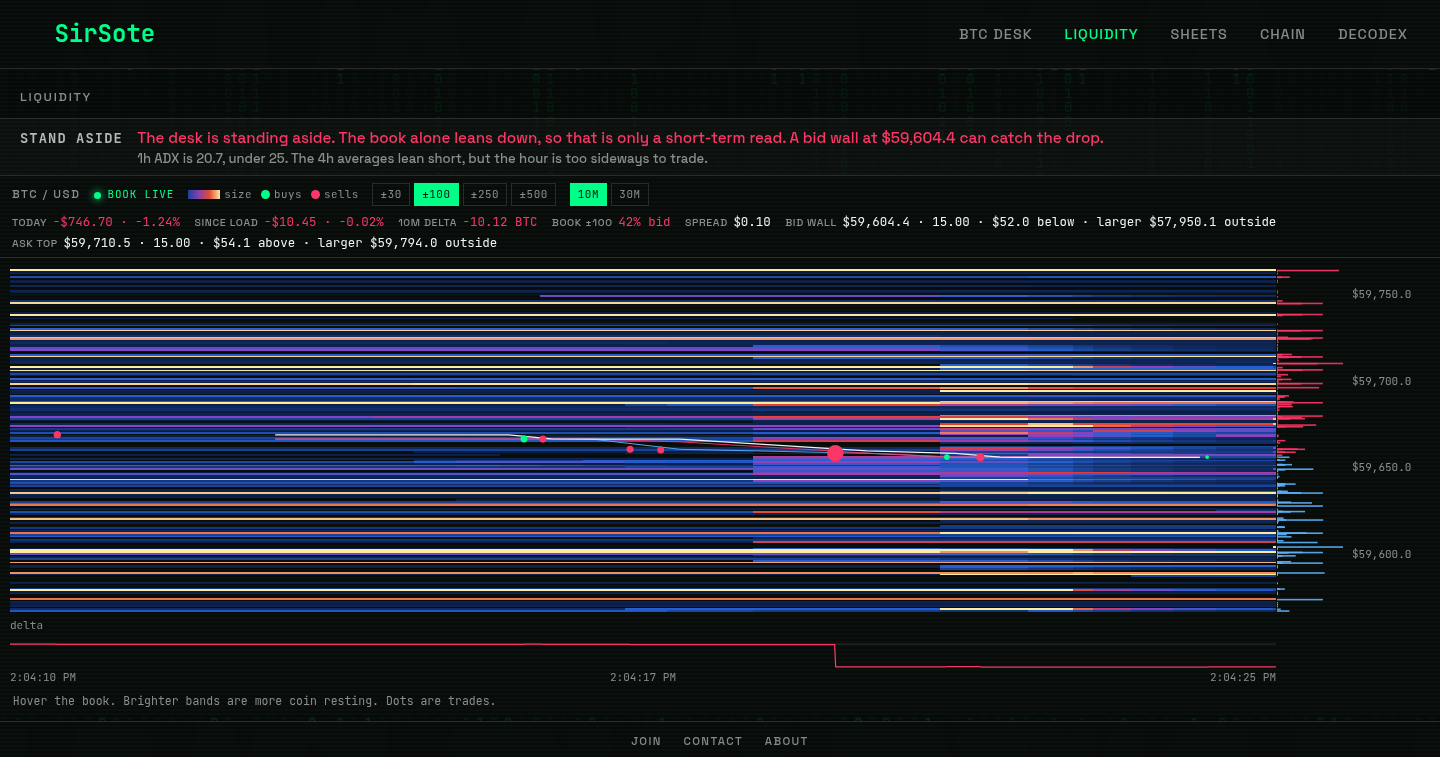 SirSote
BTC DESK LIQUIDITY SHEETS CHAIN DECODEX
LIQUIDITY
STAND ASIDE The desk is standing aside. The book alone leans down, so that is only a short-term read. A bid wall at $59,604.4 can catch the drop.
1h ADX is 20.7, under 25. The 4h averages lean short, but the hour is too sideways to trade.
BTC / USD BOOK LIVE size buys sells ±30 ±100 ±250 ±500 10M 30M
TODAY -$746.70 · -1.24% SINCE LOAD -$10.45 · -0.02% 10M DELTA -10.12 BTC BOOK ±100 42% bid SPREAD $0.10 BID WALL $59,604.4 · 15.00 · $52.0 below · larger $57,950.1 outside
ASK TOP $59,710.5 · 15.00 · $54.1 above · larger $59,794.0 outside
$59,750.0
$59,700.0
$59,650.0
$59,600.0
delta
2:04:10 PM 2:04:17 PM 2:04:25 PM
Hover the book. Brighter bands are more coin resting. Dots are trades.
JOIN CONTACT ABOUT